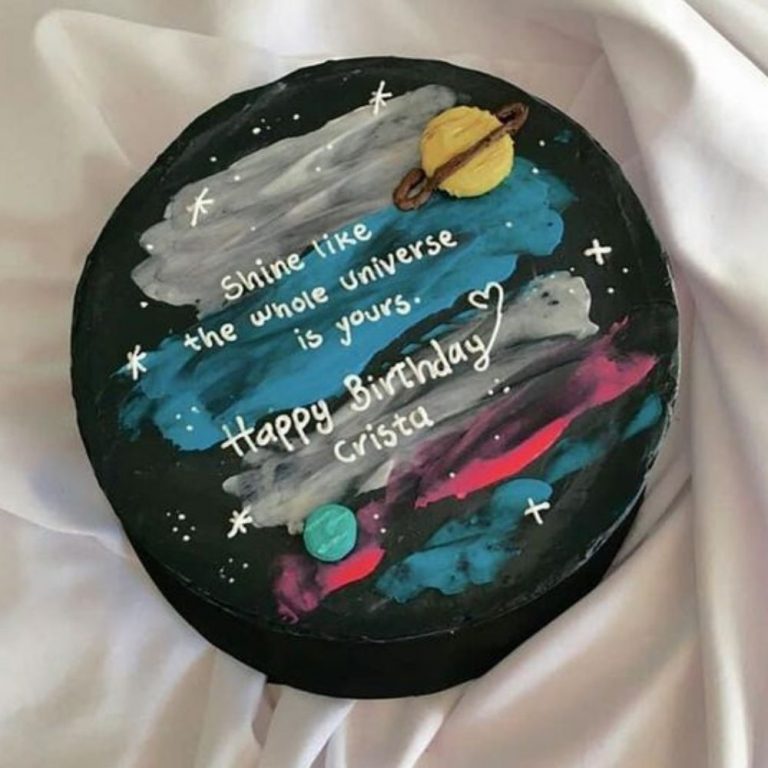 Shine like
the whole universe
is yours.
Happy Birthday
Crista